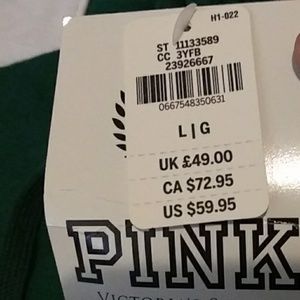 H1-022
ST 11133589
CC 3YFB
23926667
0667548350631
L | G
UK £49.00
CA $72.95
US $59.95
PINK